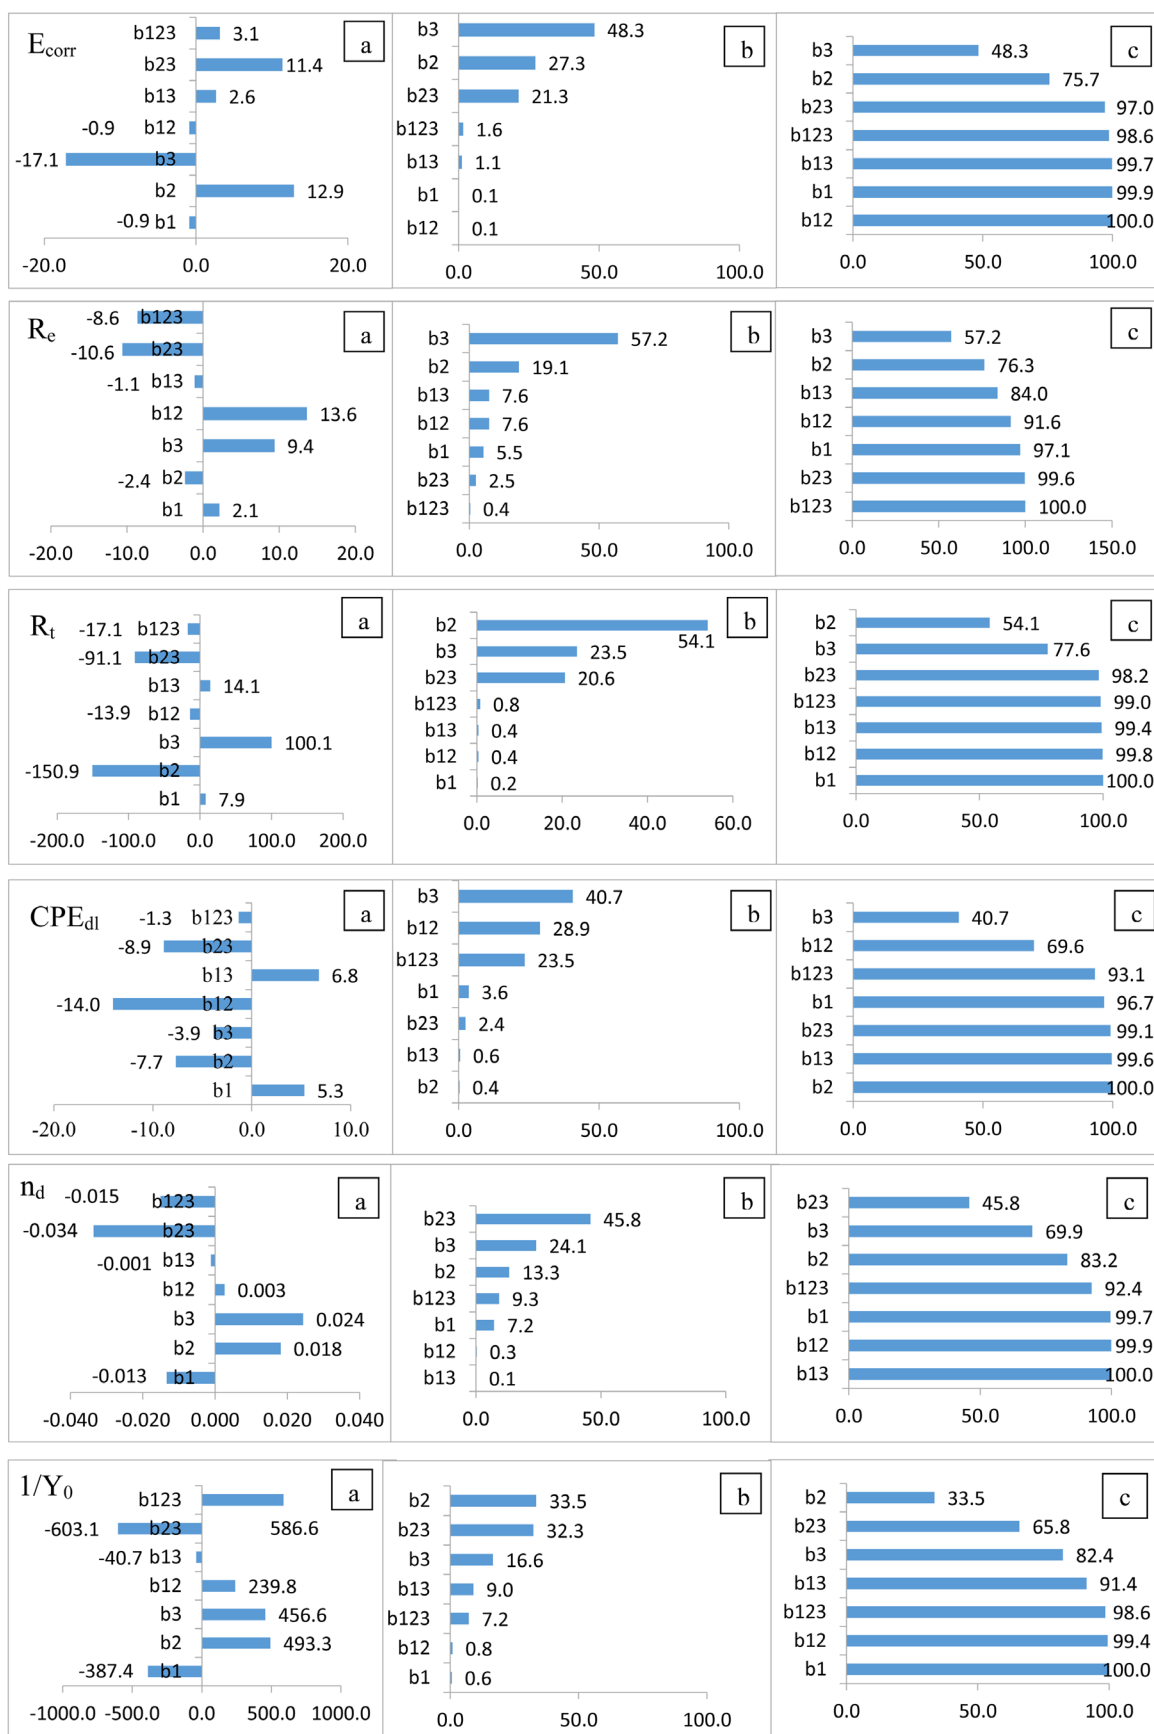 E_corr
a
b123 3.1
b23 11.4
b13 2.6
-0.9 b12
-17.1 b3
b2 12.9
-0.9 b1
-20.0 0.0 20.0
b
b3 48.3
b2 27.3
b23 21.3
b123 1.6
b13 1.1
b1 0.1
b12 0.1
0.0 50.0 100.0
c
b3 48.3
b2 75.7
b23 97.0
b123 98.6
b13 99.7
b1 99.9
b12 100.0
0.0 50.0 100.0
R_e
a
-8.6 b123
-10.6 b23
-1.1 b13
b12 13.6
b3 9.4
-2.4 b2
b1 2.1
-20.0 -10.0 0.0 10.0 20.0
b
b3 57.2
b2 19.1
b13 7.6
b12 7.6
b1 5.5
b23 2.5
b123 0.4
0.0 50.0 100.0
c
b3 57.2
b2 76.3
b13 84.0
b12 91.6
b1 97.1
b23 99.6
b123 100.0
0.0 50.0 100.0 150.0
R_t
a
-17.1 b123
-91.1 b23
b13 14.1
-13.9 b12
b3 100.1
-150.9 b2
b1 7.9
-200.0 -100.0 0.0 100.0 200.0
b
b2 54.1
b3 23.5
b23 20.6
b123 0.8
b13 0.4
b12 0.4
b1 0.2
0.0 20.0 40.0 60.0
c
b2 54.1
b3 77.6
b23 98.2
b123 99.0
b13 99.4
b12 99.8
b1 100.0
0.0 50.0 100.0
CPE_dl
a
-1.3 b123
-8.9 b23
b13 6.8
-14.0 b12
-3.9 b3
-7.7 b2
b1 5.3
-20.0 -10.0 0.0 10.0
b
b3 40.7
b12 28.9
b123 23.5
b1 3.6
b23 2.4
b13 0.6
b2 0.4
0.0 50.0 100.0
c
b3 40.7
b12 69.6
b123 93.1
b1 96.7
b23 99.1
b13 99.6
b2 100.0
0.0 50.0 100.0
n_d
a
-0.015 b123
-0.034 b23
-0.001 b13
b12 0.003
b3 0.024
b2 0.018
-0.013 b1
-0.040 -0.020 0.000 0.020 0.040
b
b23 45.8
b3 24.1
b2 13.3
b123 9.3
b1 7.2
b12 0.3
b13 0.1
0.0 50.0 100.0
c
b23 45.8
b3 69.9
b2 83.2
b123 92.4
b1 99.7
b12 99.9
b13 100.0
0.0 50.0 100.0
1/Y_0
a
b123 586.6
-603.1 b23
-40.7 b13
b12 239.8
b3 456.6
b2 493.3
-387.4 b1
-1000.0 -500.0 0.0 500.0 1000.0
b
b2 33.5
b23 32.3
b3 16.6
b13 9.0
b123 7.2
b12 0.8
b1 0.6
0.0 50.0 100.0
c
b2 33.5
b23 65.8
b3 82.4
b13 91.4
b123 98.6
b12 99.4
b1 100.0
0.0 50.0 100.0